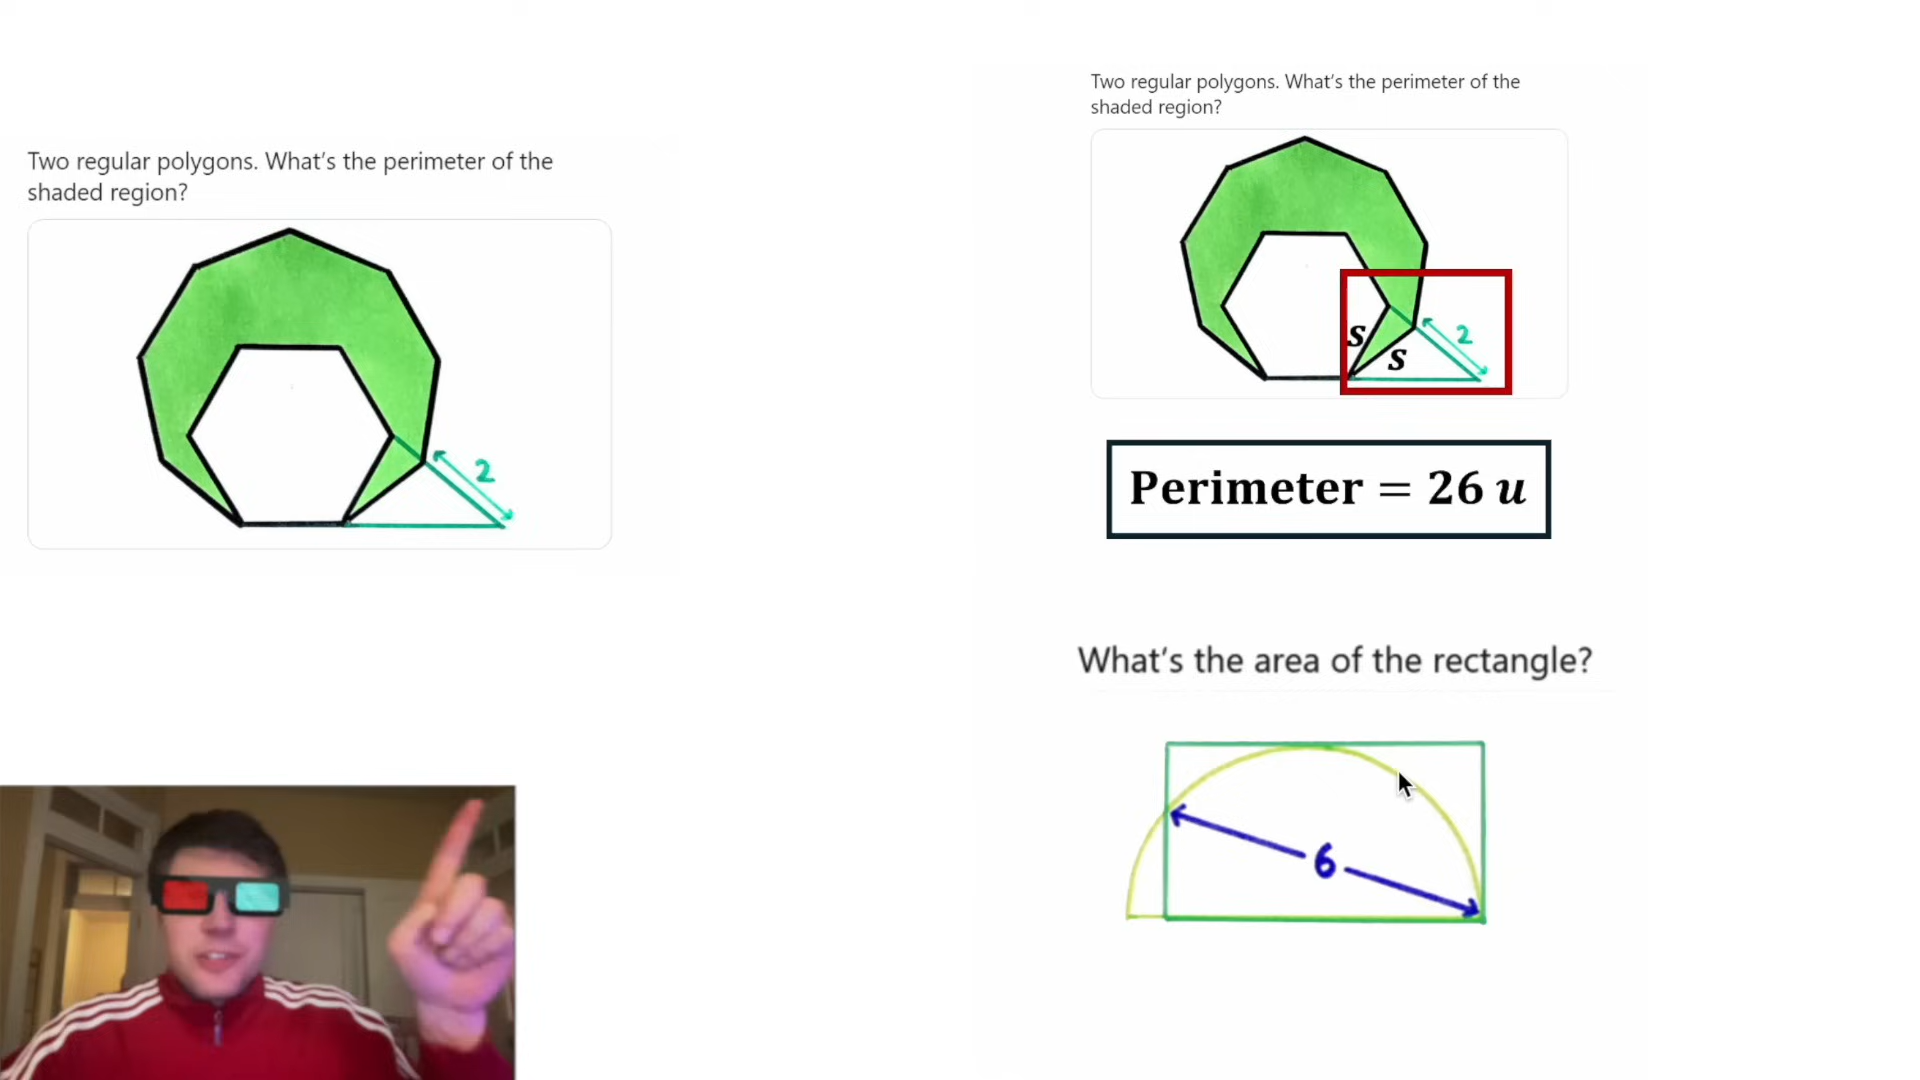 Two regular polygons. What's the perimeter of the
shaded region?
2
Two regular polygons. What's the perimeter of the
shaded region?
2
s
s
Perimeter = 26 u
What's the area of the rectangle?
6